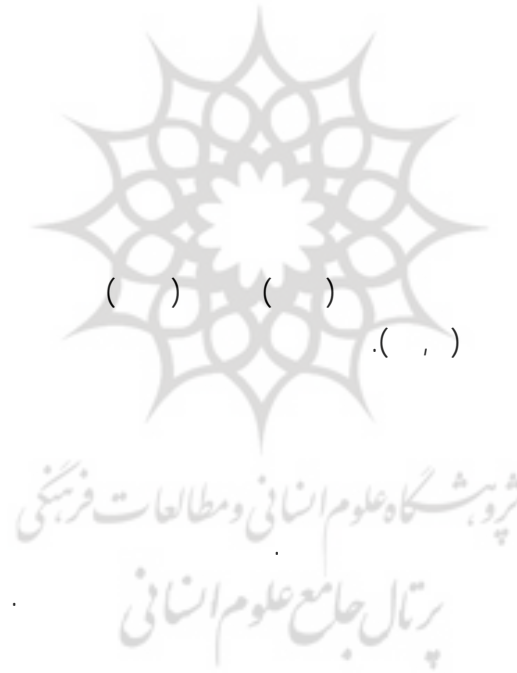 ( ) ( )
.( , )
پژوهشگاه علوم انسانی و مطالعات فرهنگی
.
پرتال جامع علوم انسانی
.